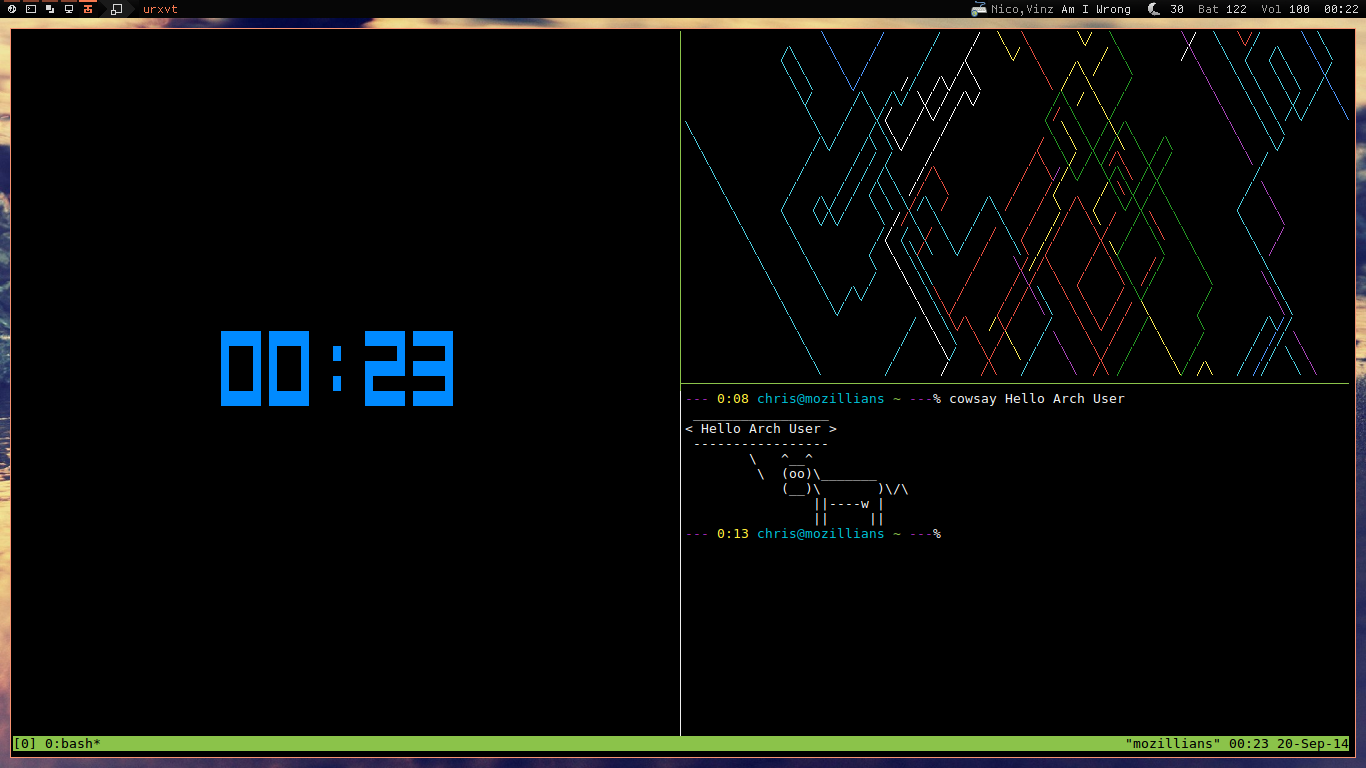 urxvt
Nico,Vinz Am I Wrong 30 Bat 122 Vol 100 00:22
00:23
--- 0:08 chris@mozillians ~ ---% cowsay Hello Arch User
 _________________
< Hello Arch User >
 -----------------
        \   ^__^
         \  (oo)\_______
            (__)\       )\/\
                ||----w |
                ||     ||
--- 0:13 chris@mozillians ~ ---%
[0] 0:bash* "mozillians" 00:23 20-Sep-14